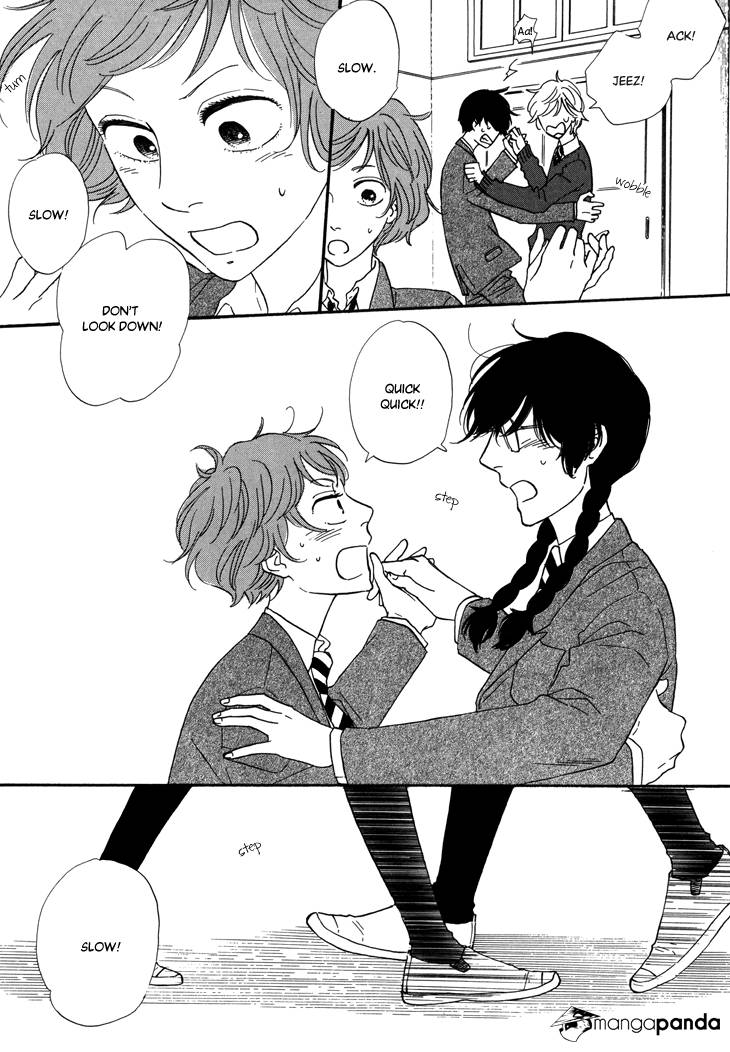 ACK!
JEEZ!
Aa!
wobble
SLOW.
turn
SLOW!
DON'T
LOOK DOWN!
QUICK
QUICK!!
step
step
SLOW!
mangapanda